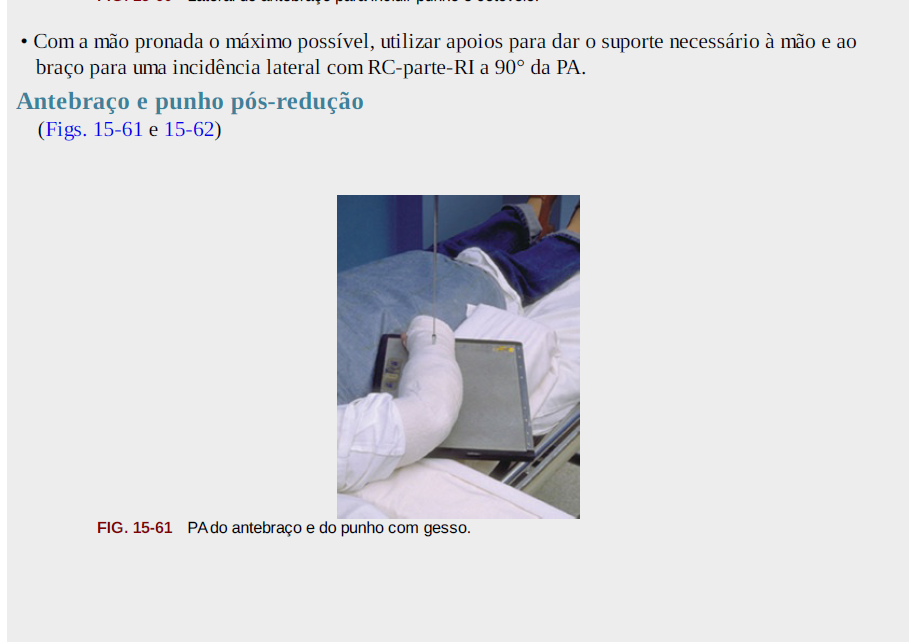 • Com a mão pronada o máximo possível, utilizar apoios para dar o suporte necessário à mão e ao
braço para uma incidência lateral com RC-parte-RI a 90° da PA.
Antebraço e punho pós-redução
(Figs. 15-61 e 15-62)
FIG. 15-61 PA do antebraço e do punho com gesso.